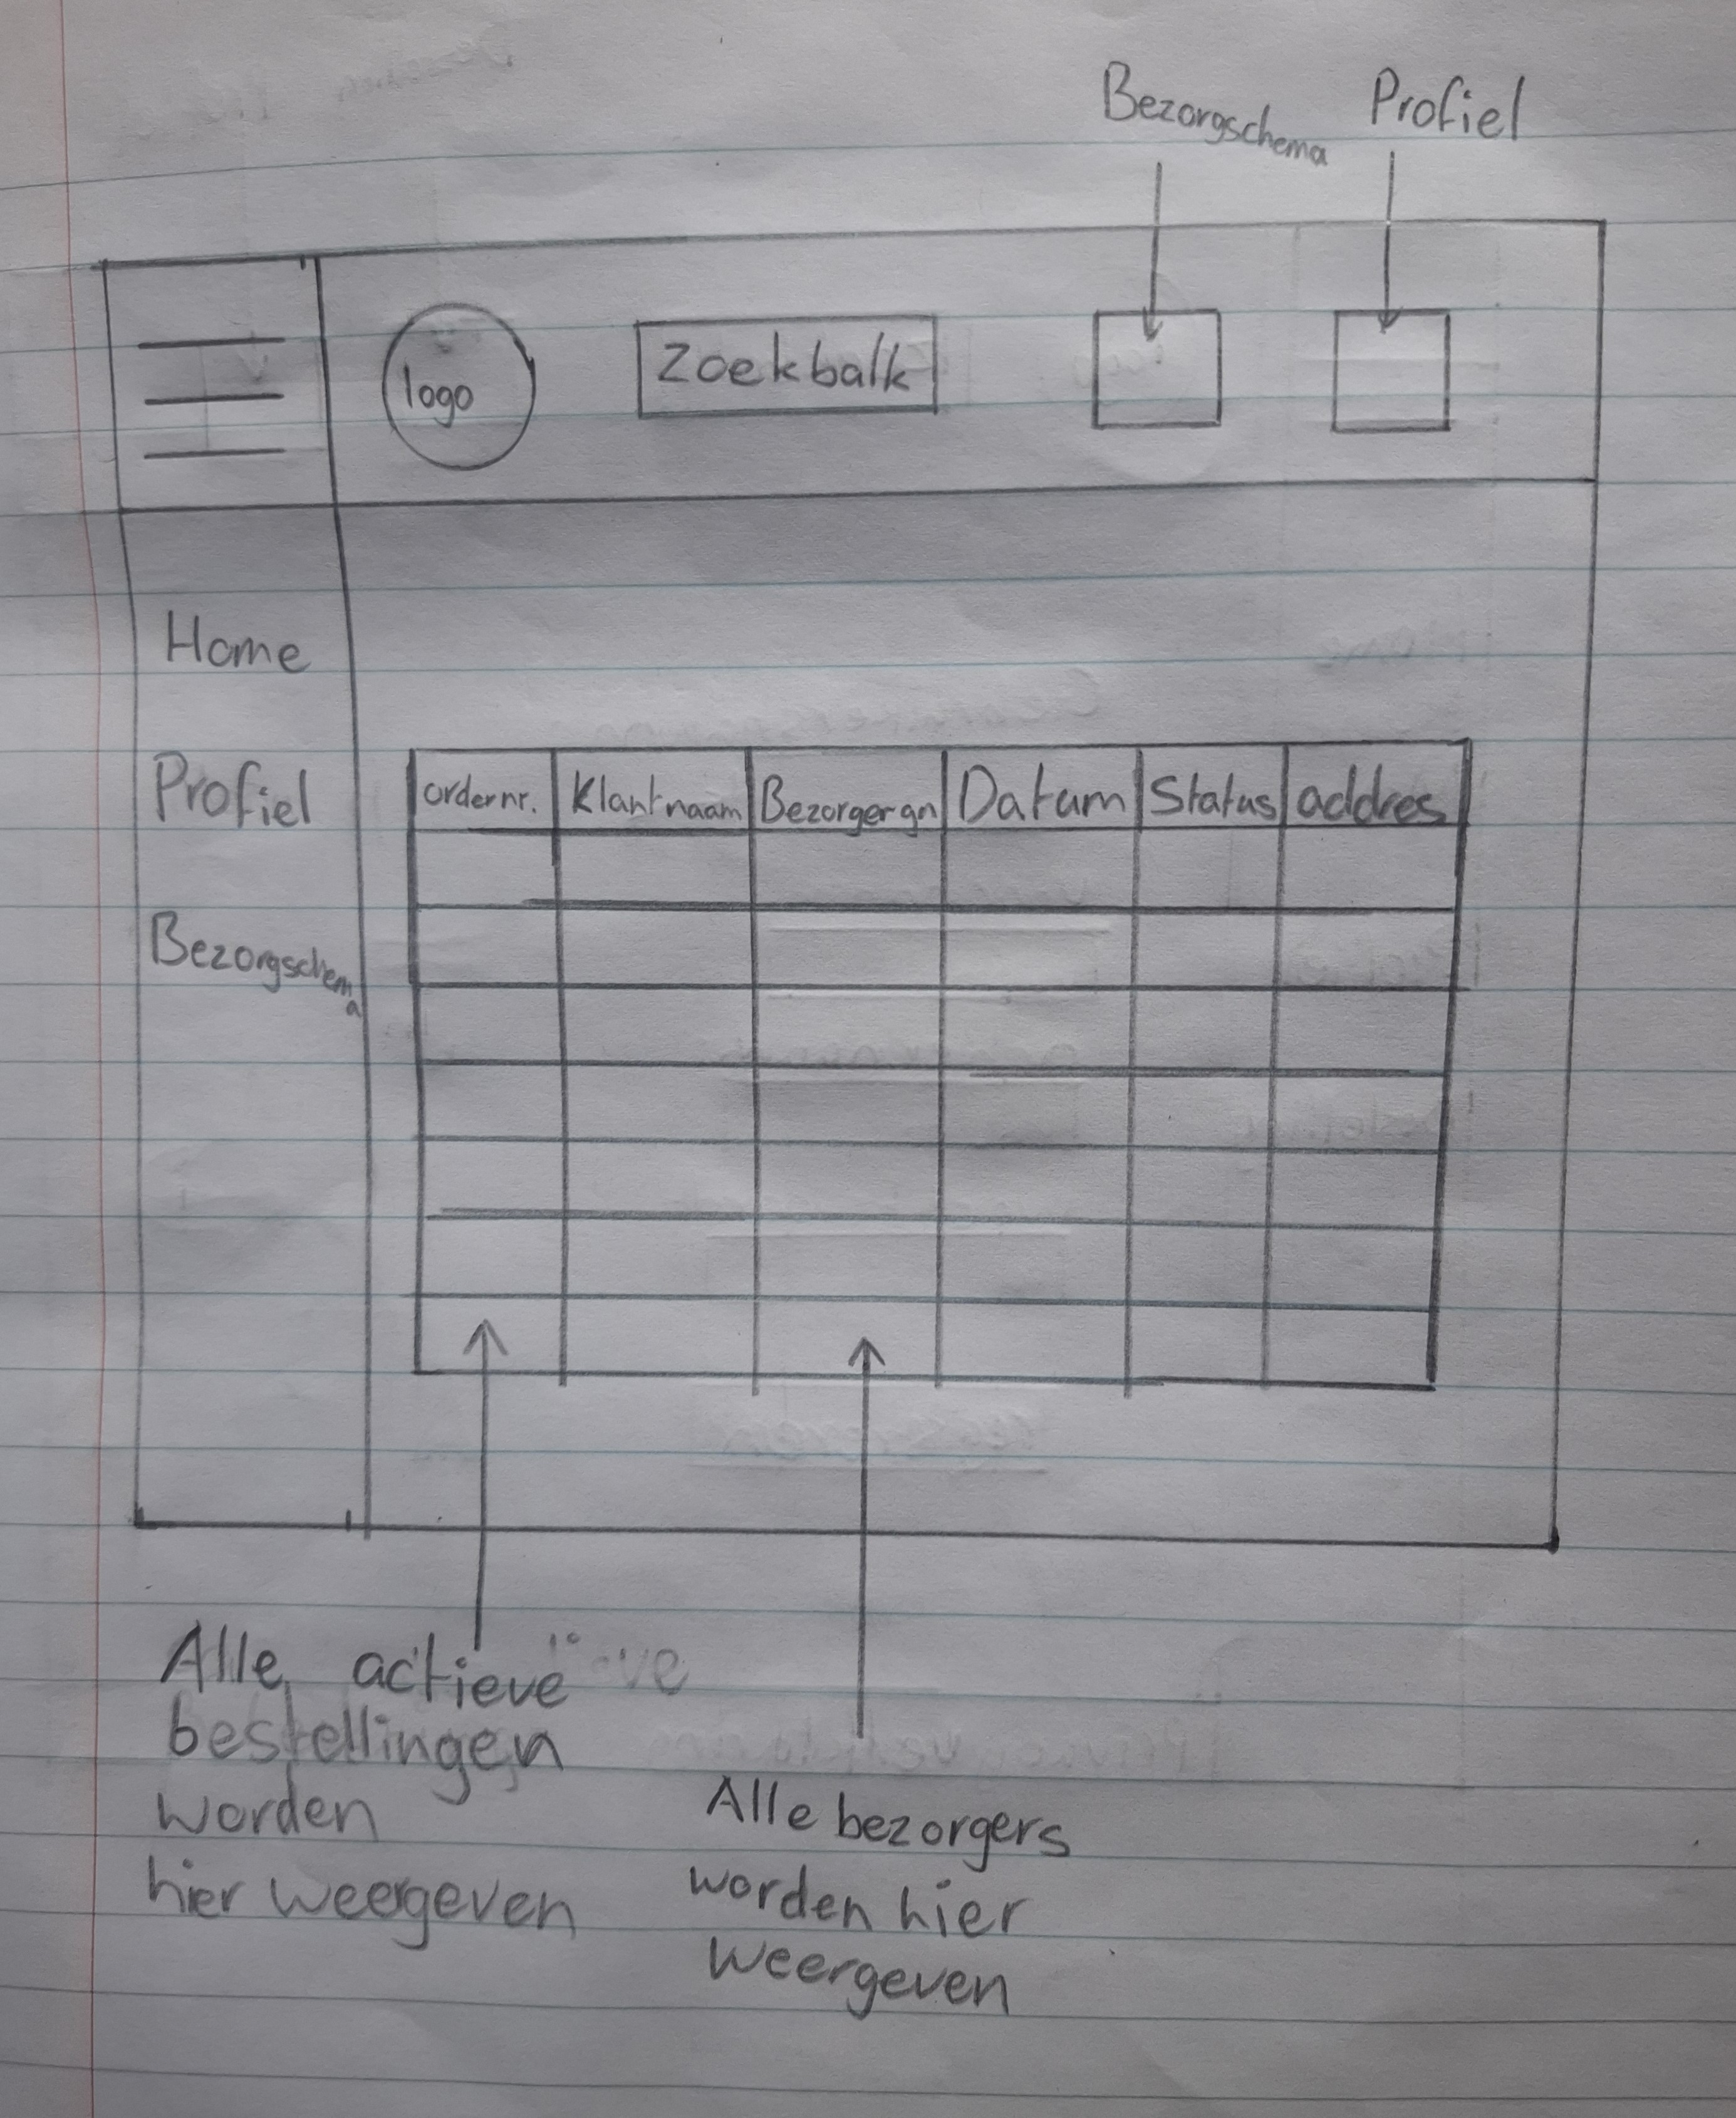 Bezorgschema
Profiel
logo
Zoekbalk
Home
Profiel
Bezorgschema
ordernr.
Klantnaam
Datum
Status
addres
Alle actieve
bestellingen
worden
hier weergeven
Alle bezorgers
worden hier
weergeven